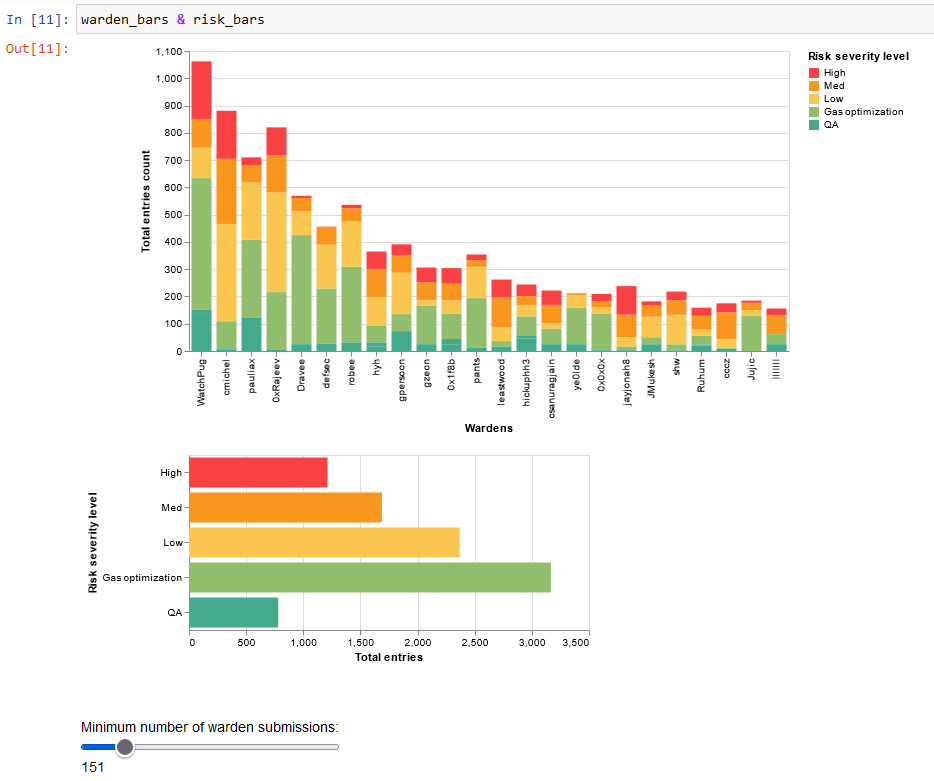 In [11]: warden_bars & risk_bars
Out[11]:
Risk severity level
High
Med
Low
Gas optimization
QA
Total entries count
1,100
1,000
900
800
700
600
500
400
300
200
100
0
WatchPug
cmichel
pauliax
0xRajeev
Dravee
defsec
robee
hyh
gpersoon
gzeon
0x1f8b
pants
leastwood
hickuphh3
csanuragjain
ye0lde
0x0x0x
jayjonah8
JMukesh
shw
Ruhum
cccz
Jujic
Wardens
Risk severity level
High
Med
Low
Gas optimization
QA
0 500 1,000 1,500 2,000 2,500 3,000 3,500
Total entries
Minimum number of warden submissions:
151